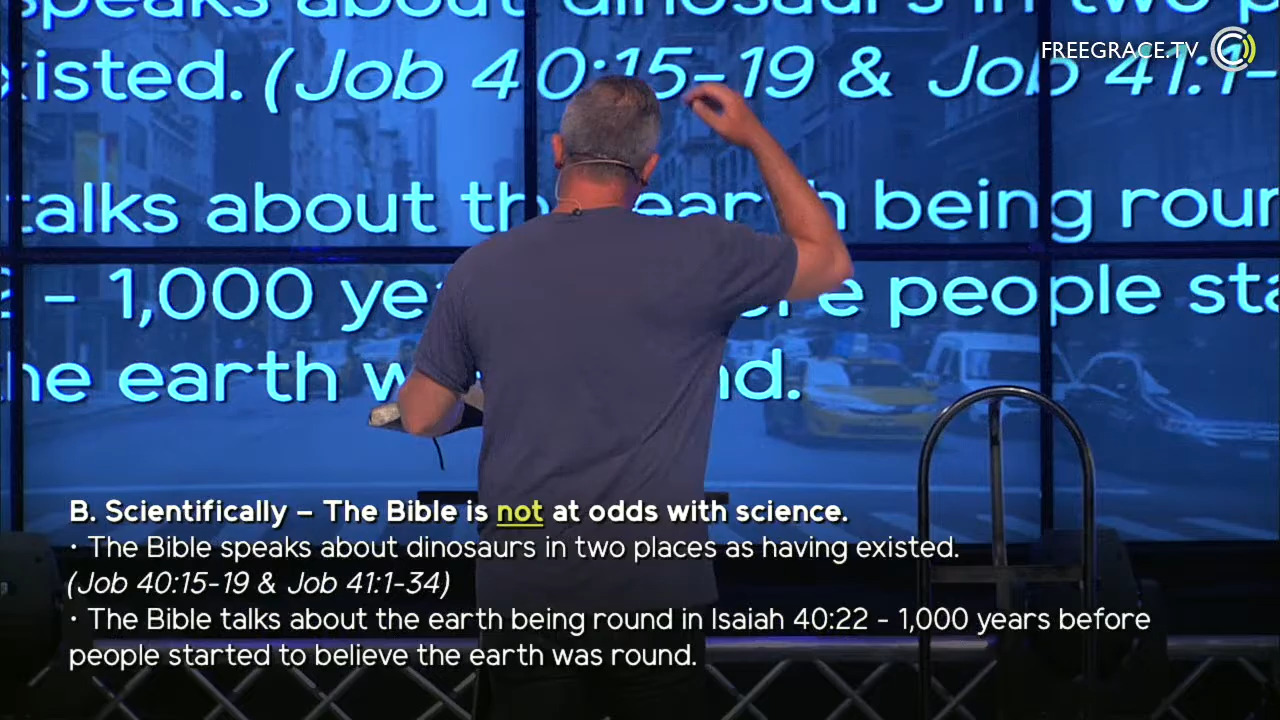 speaks about dinosaurs in two p
FREEGRACE.TV
xisted. (Job 40:15-19 & Job 41:1-
talks about th ear h being roun
2 - 1,000 yea re people sta
he earth w nd.
B. Scientifically – The Bible is not at odds with science.
· The Bible speaks about dinosaurs in two places as having existed.
(Job 40:15-19 & Job 41:1-34)
· The Bible talks about the earth being round in Isaiah 40:22 - 1,000 years before
people started to believe the earth was round.